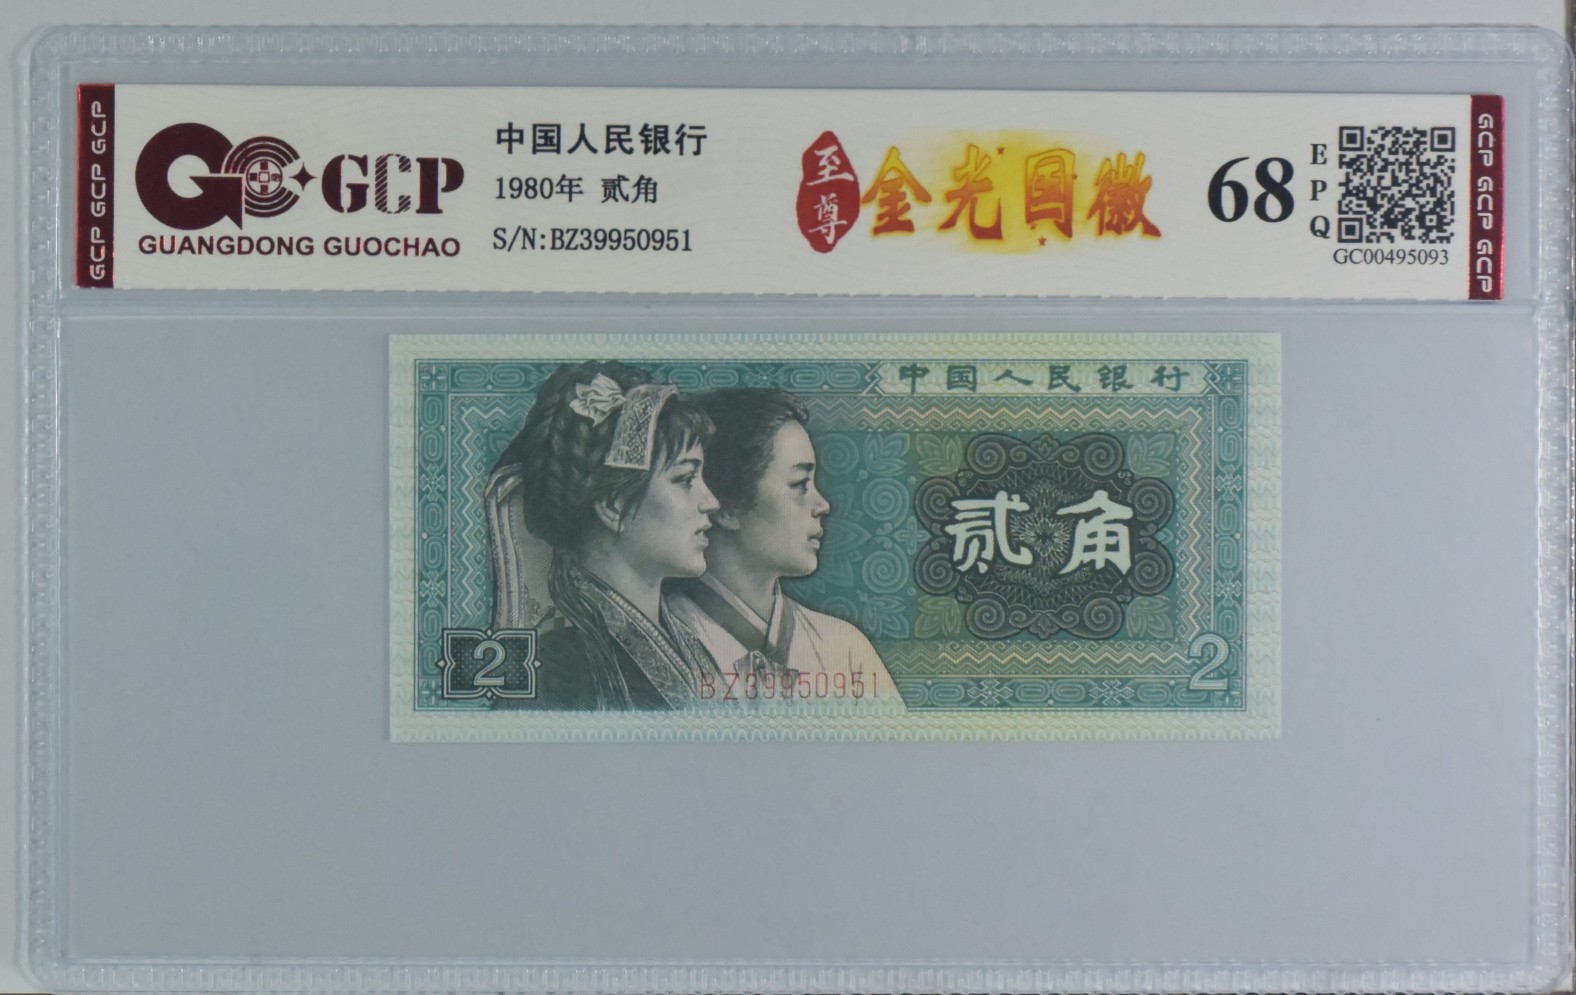 GCP GCP GCP
GCP
GUANGDONG GUOCHAO
中国人民银行
1980年 贰角
S/N:BZ39950951
至尊
金光国徽
68
EPQ
GC00495093
GCP GCP GCP
中国人民银行
贰角
2
BZ39950951
2